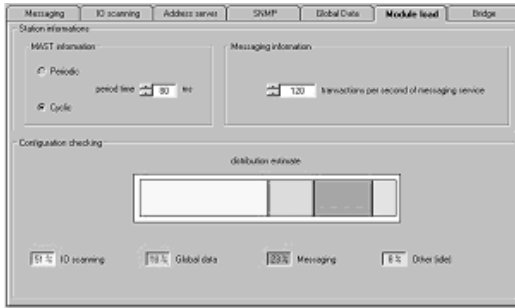 Messaging IO scanning Address server SNMP Global Data Module load Bridge
Station informations
MAST information Messaging information
Periodic
period time 80 ms 120 transactions per second of messaging service
Cyclic
Configuration checking
distribution estimate
51 % IO scanning 18 % Global data 23% Messaging 8 % Other (idle)